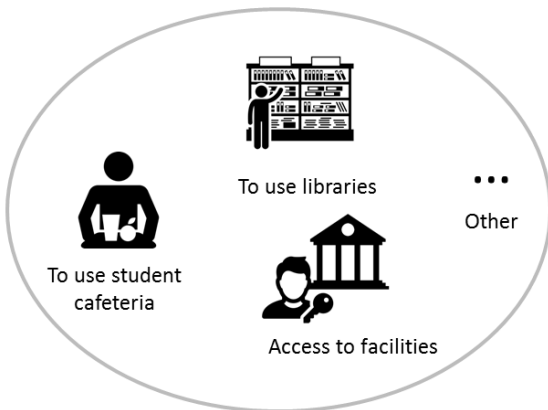 To use libraries
...
Other
To use student
cafeteria
Access to facilities